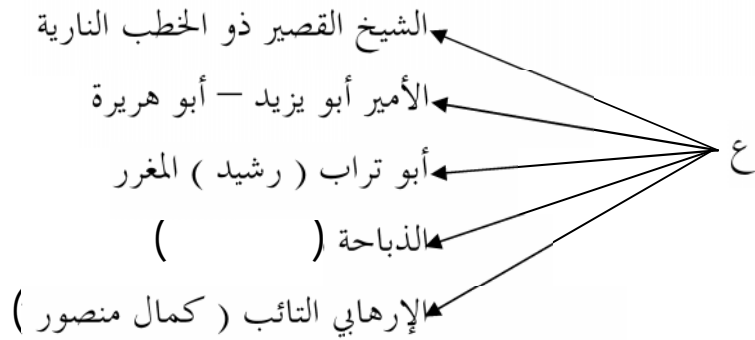 الشيخ القصير ذو الخطب النارية
الأمير أبو يزيد – أبو هريرة
ع
أبو تراب ( رشيد ) المغرر
الذباحة (          )
الإرهابي التائب ( كمال منصور )